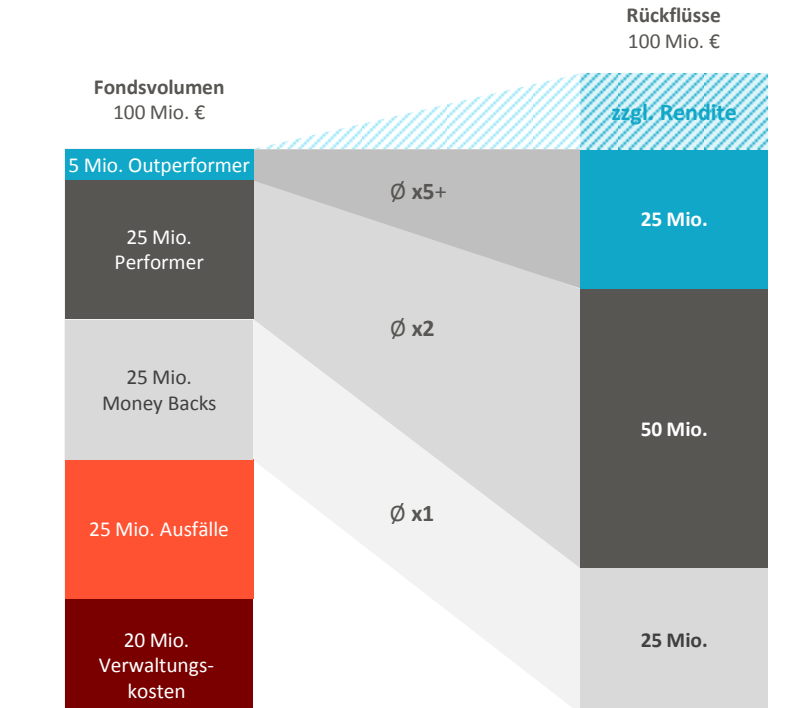 Rückflüsse
100 Mio. €
Fondsvolumen
100 Mio. €
zzgl. Rendite
5 Mio. Outperformer
Ø x5+
25 Mio.
Performer
25 Mio.
Ø x2
25 Mio.
Money Backs
50 Mio.
Ø x1
25 Mio. Ausfälle
20 Mio.
Verwaltungs-
kosten
25 Mio.